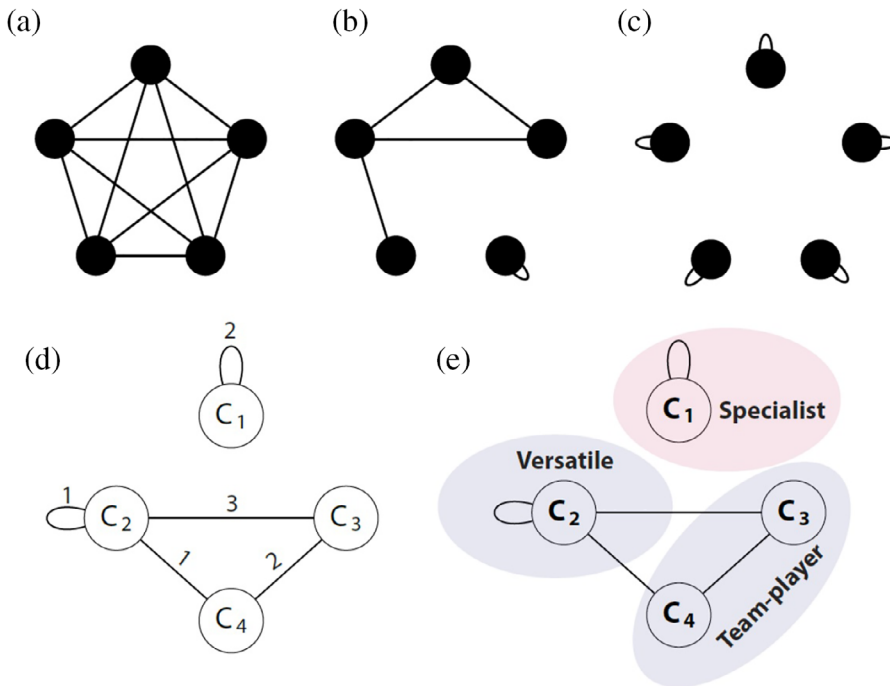 (a)
(b)
(c)
(d)
2
C1
1
C2
3
C3
1
2
C4
(e)
C1
Specialist
Versatile
C2
C3
C4
Team-player